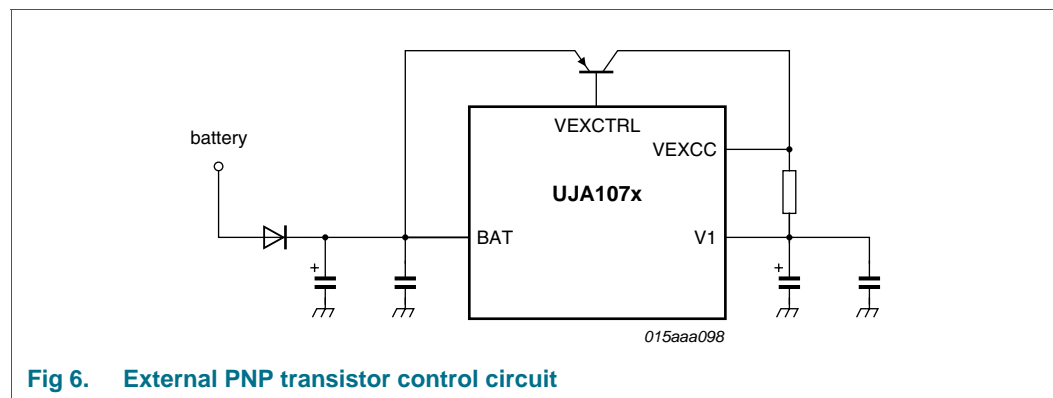 battery
VEXCTRL
VEXCC
UJA107x
BAT
V1
+
+
015aaa098
Fig 6. External PNP transistor control circuit